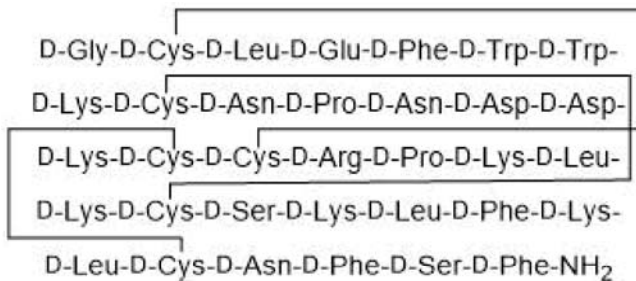 D-Gly-D-Cys-D-Leu-D-Glu-D-Phe-D-Trp-D-Trp-
D-Lys-D-Cys-D-Asn-D-Pro-D-Asn-D-Asp-D-Asp-
D-Lys-D-Cys-D-Cys-D-Arg-D-Pro-D-Lys-D-Leu-
D-Lys-D-Cys-D-Ser-D-Lys-D-Leu-D-Phe-D-Lys-
D-Leu-D-Cys-D-Asn-D-Phe-D-Ser-D-Phe-NH₂